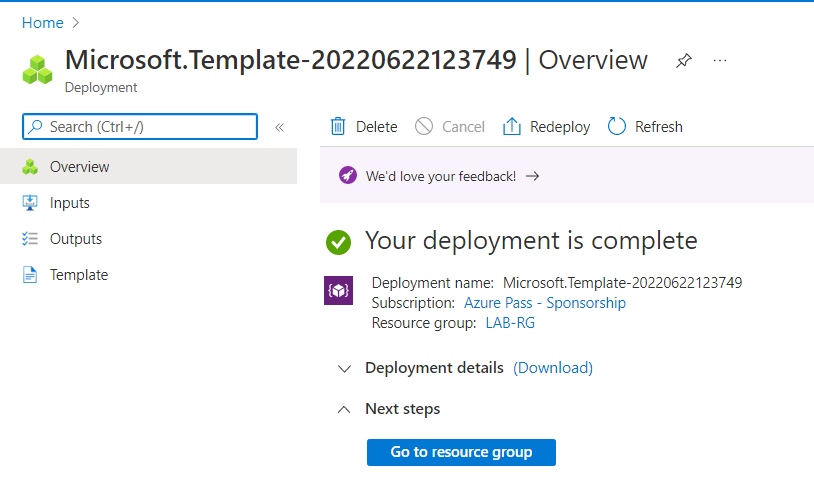 Home >
Microsoft.Template-20220622123749 | Overview ...
Deployment
Search (Ctrl+/) «
Overview
Inputs
Outputs
Template
Delete Cancel Redeploy Refresh
We'd love your feedback! →
Your deployment is complete
Deployment name: Microsoft.Template-20220622123749
Subscription: Azure Pass - Sponsorship
Resource group: LAB-RG
Deployment details (Download)
Next steps
Go to resource group